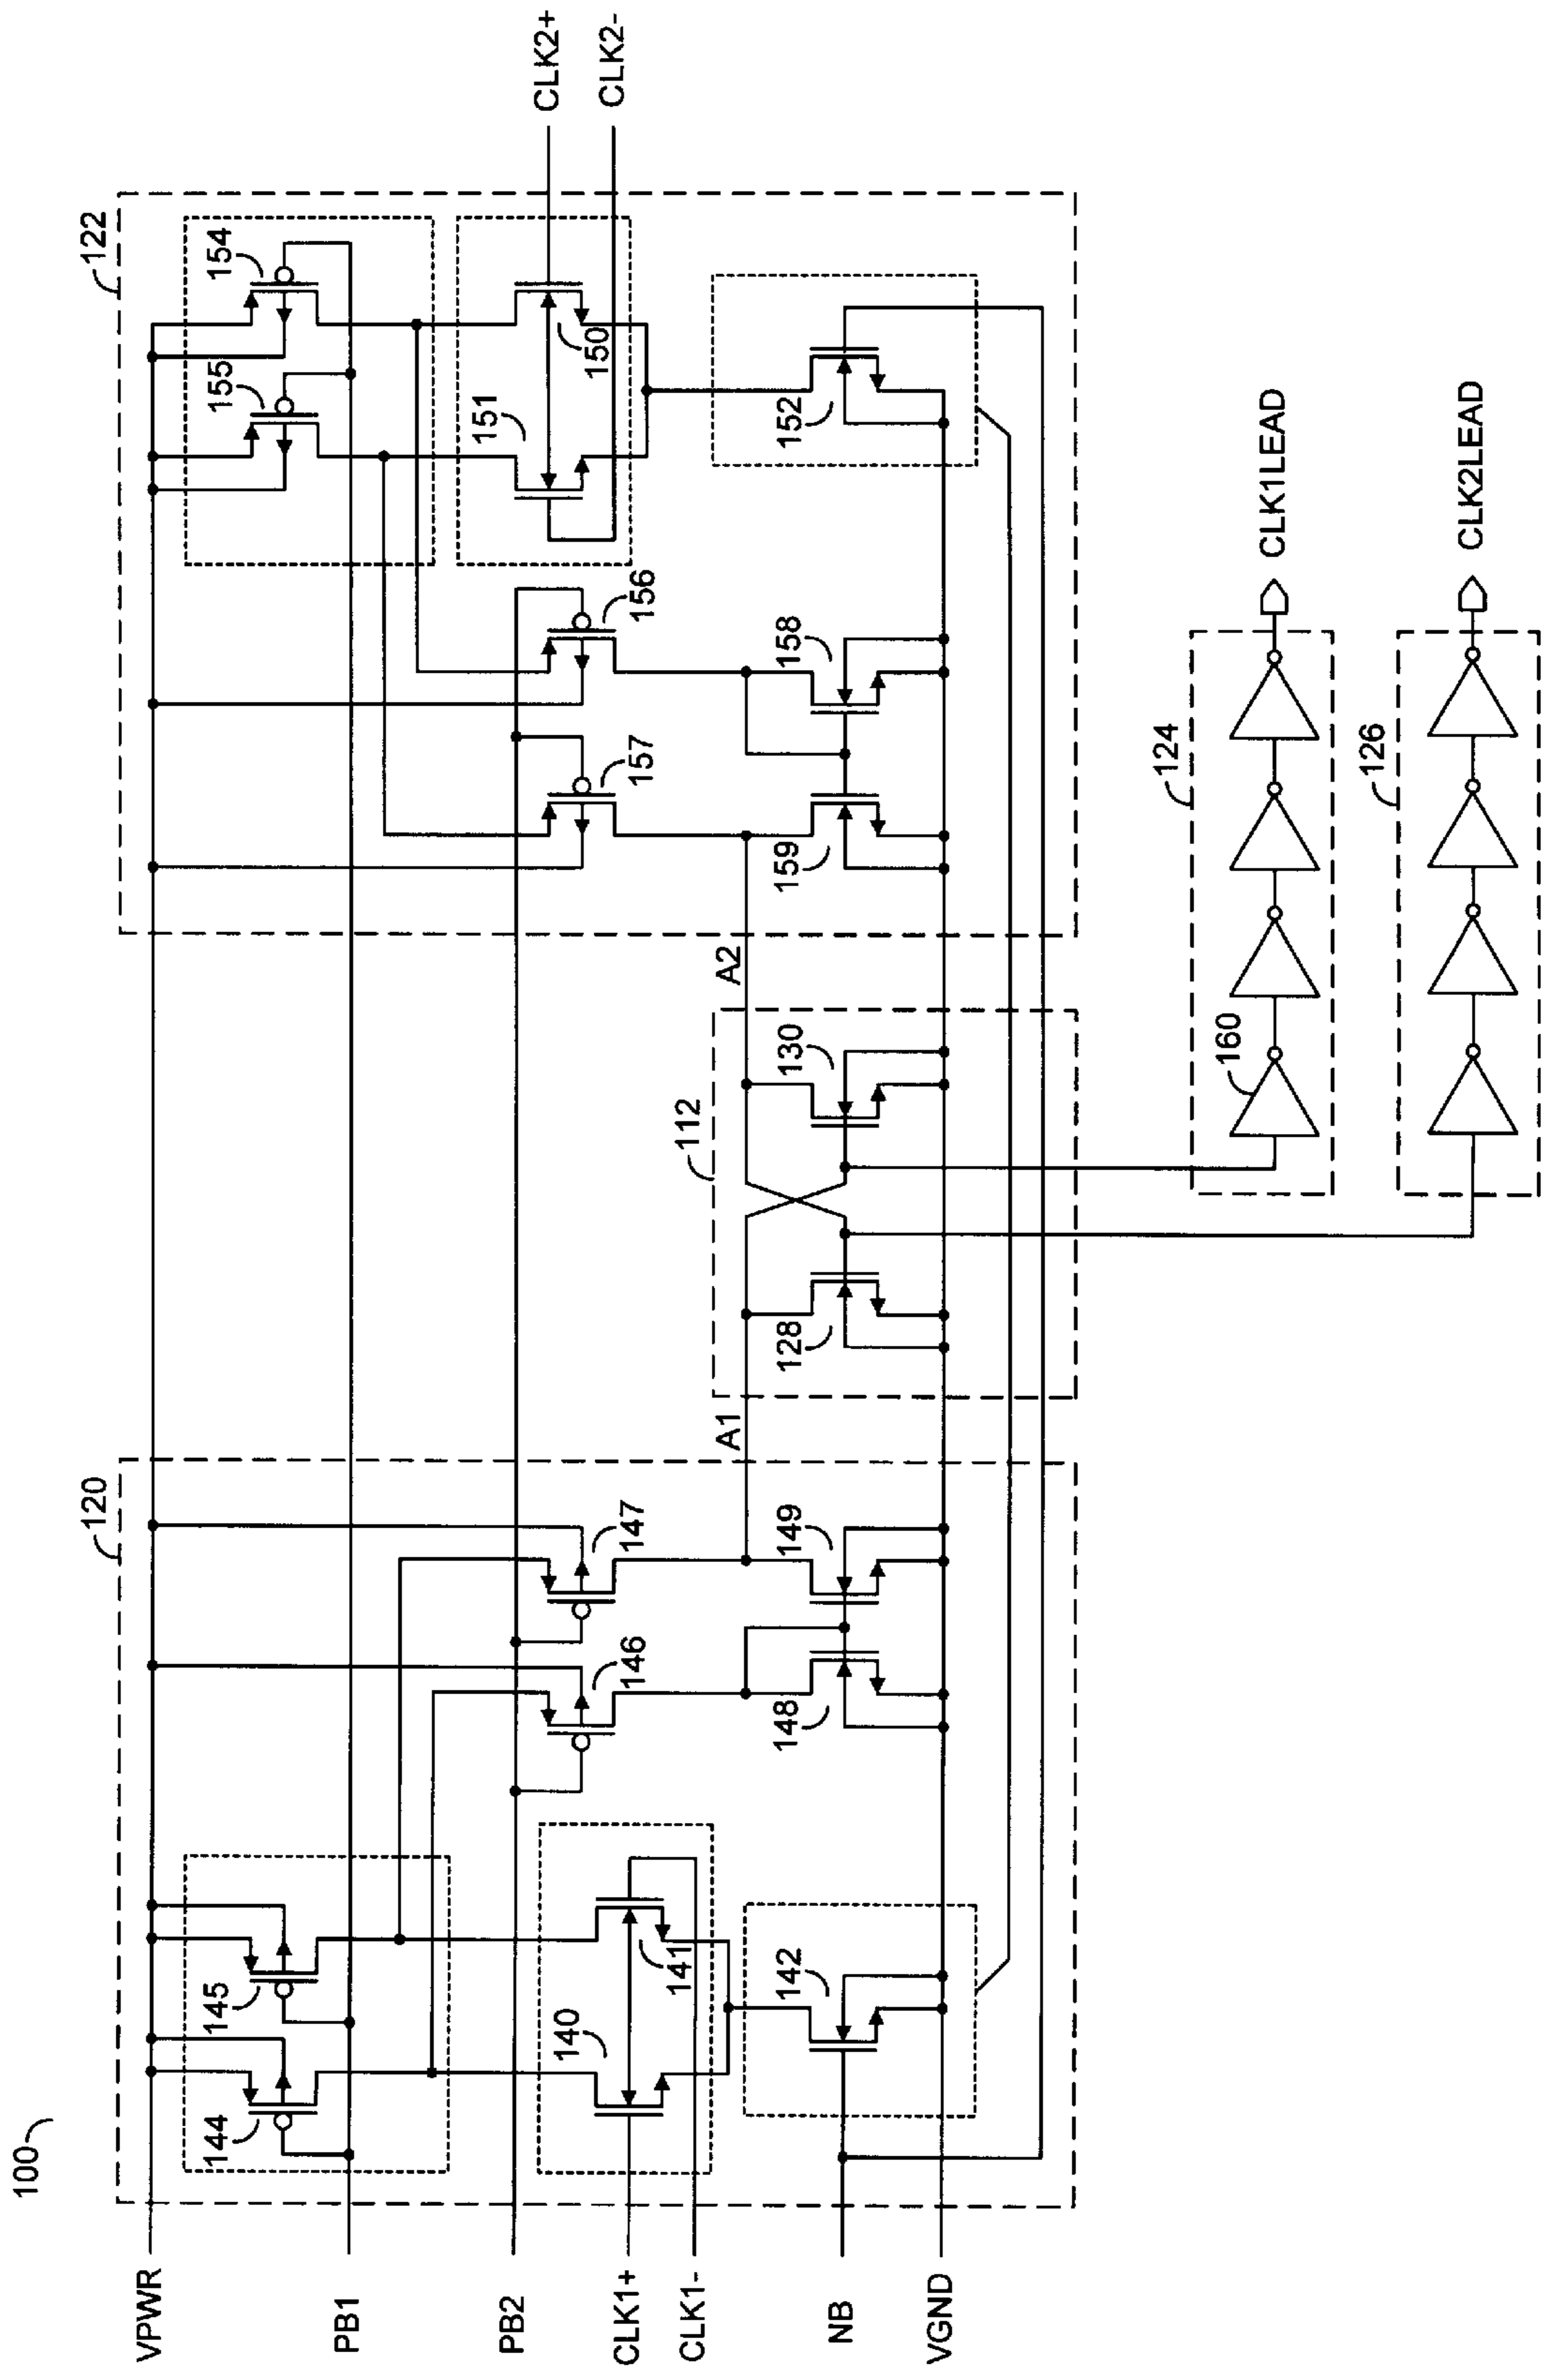 100
120
122
VPWR
144
145
155
154
PB1
PB2
146
147
157
156
CLK1+
CLK1-
140
141
151
150
CLK2+
CLK2-
A1
112
A2
NB
142
148
149
128
130
159
158
152
VGND
124
160
CLK1LEAD
126
CLK2LEAD